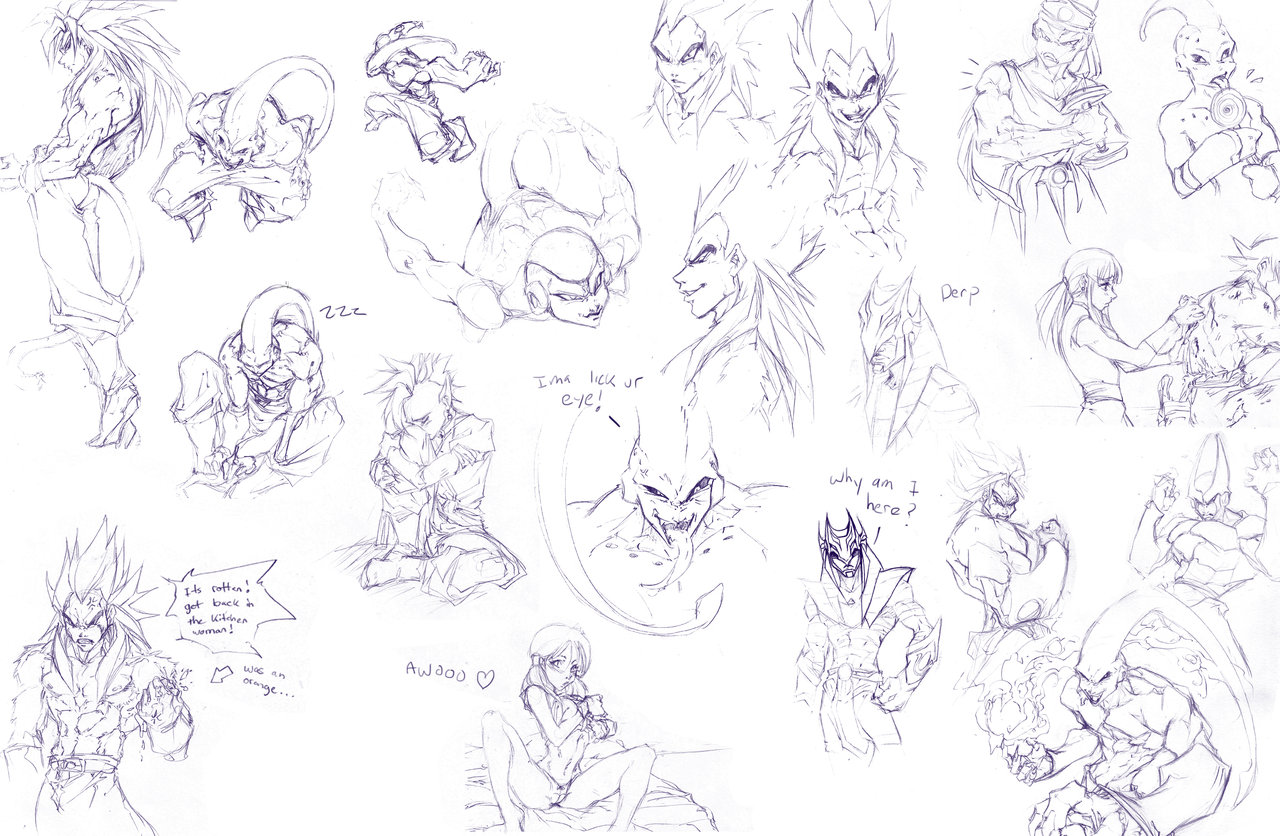 Derp
zzz
Ima lick ur
eye!
Why am I
here?
Its rotten!
get back in
the kitchen
woman!
was an
orange...
AWOOO ♡